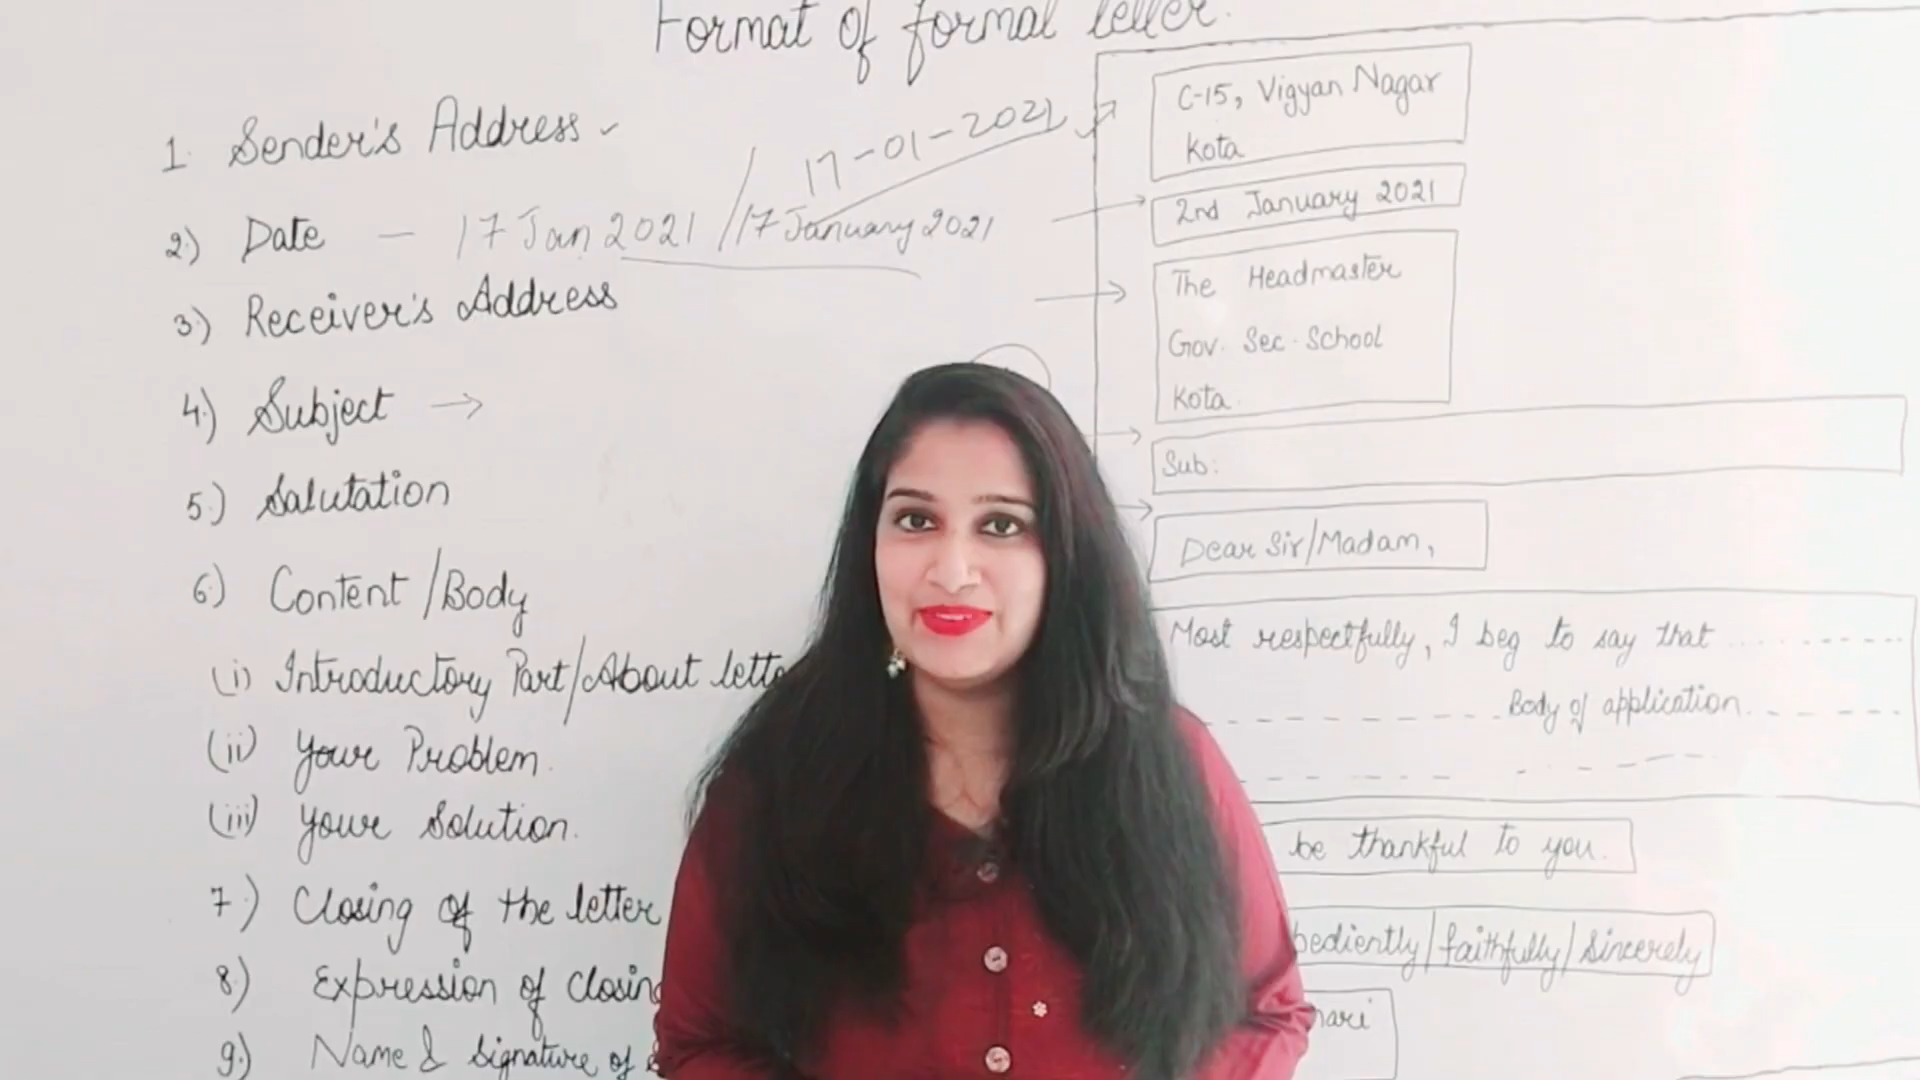 Format of formal letter.
1. Sender's Address
2.) Date - 17 Jan 2021 / 17 January 2021
17-01-2021
3.) Receiver's Address
4.) Subject →
5.) Salutation
6.) Content/Body
(i) Introductory Part/About
(ii) Your Problem.
(iii) Your Solution.
7.) Closing of the letter
8) Expression of
9.) Name & Signature of
C-15, Vigyan Nagar
Kota
2nd January 2021
The Headmaster
Gov. Sec. School
Kota.
Sub:
Dear Sir/Madam,
Most respectfully, I beg to say that ............
Body of application.
be thankful to you.
/faithfully/Sincerely